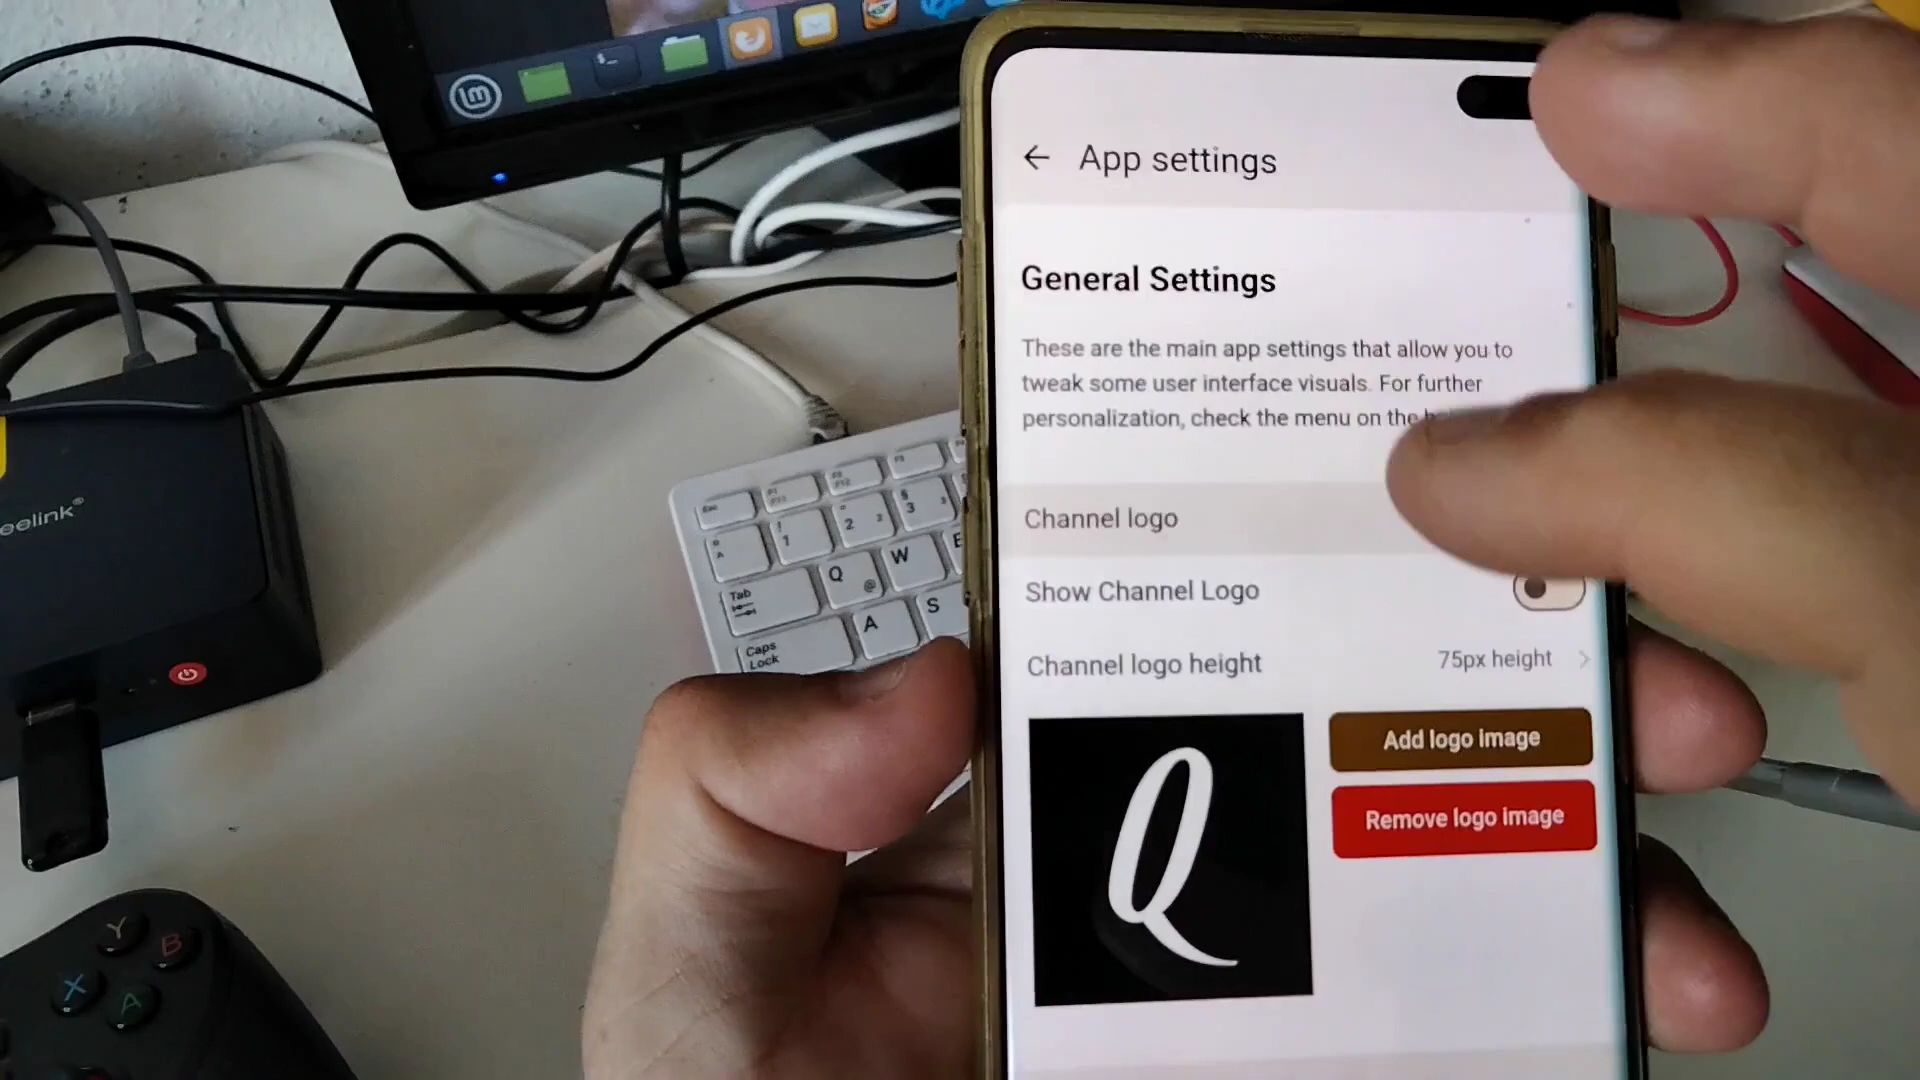 App settings
General Settings
These are the main app settings that allow you to
tweak some user interface visuals. For further
personalization, check the menu on the
Channel logo
Show Channel Logo
Channel logo height 75px height
Add logo image
Remove logo image
Q
eelink®
Esc
1 2 3
Tab Q @ W E
Caps Lock A S
Y B
X A